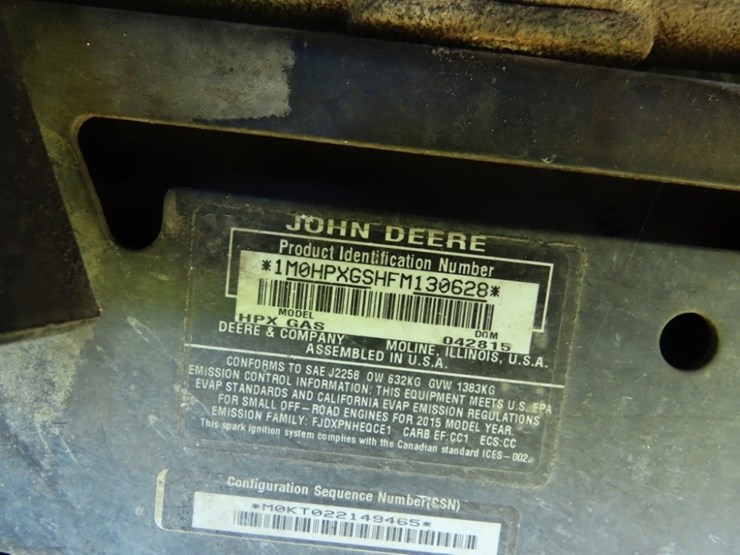 JOHN DEERE
Product Identification Number
*1M0HPXGSHFM130628*
MODEL DOM
HPX GAS 042815
DEERE & COMPANY MOLINE, ILLINOIS, U.S.A.
ASSEMBLED IN U.S.A.
CONFORMS TO SAE J2258 OW 632KG GVW 1383KG
EMISSION CONTROL INFORMATION: THIS EQUIPMENT MEETS U.S. EPA
EVAP STANDARDS AND CALIFORNIA EVAP EMISSION REGULATIONS
FOR SMALL OFF-ROAD ENGINES FOR 2015 MODEL YEAR.
EMISSION FAMILY: FJDXPNHEQCE1 CARB EF:CC1 ECS:CC
This spark ignition system complies with the Canadian standard ICES-002.
Configuration Sequence Number(CSN)
*M0KT022149465*